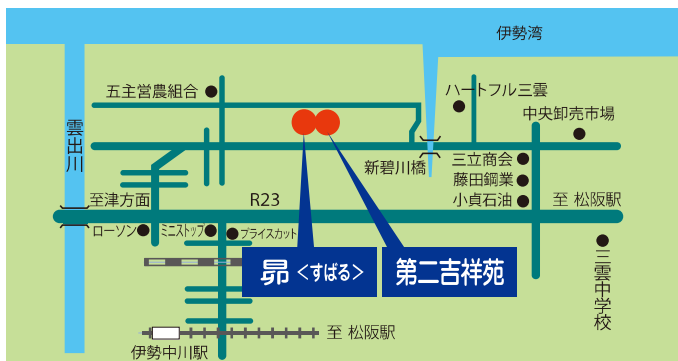 伊勢湾
五主営農組合
ハートフル三雲
中央卸売市場
雲出川
新碧川橋
三立商会
藤田鋼業
小貞石油
至津方面
R23
至 松阪駅
ローソン
ミニストップ
プライスカット
昴＜すばる＞
第二吉祥苑
三雲中学校
至 松阪駅
伊勢中川駅